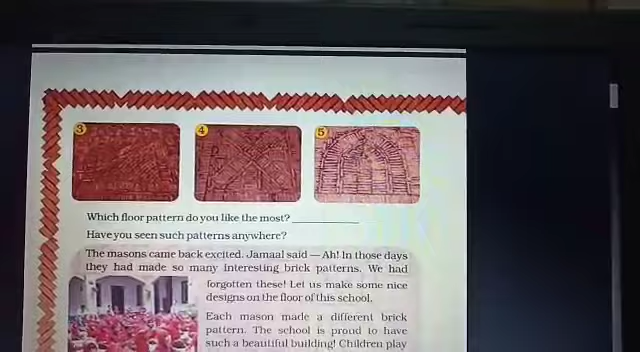 3 4 5
Which floor pattern do you like the most? ___________
Have you seen such patterns anywhere?
The masons came back excited. Jamaal said — Ah! In those days
they had made so many interesting brick patterns. We had
forgotten these! Let us make some nice
designs on the floor of this school.
Each mason made a different brick
pattern. The school is proud to have
such a beautiful building! Children play